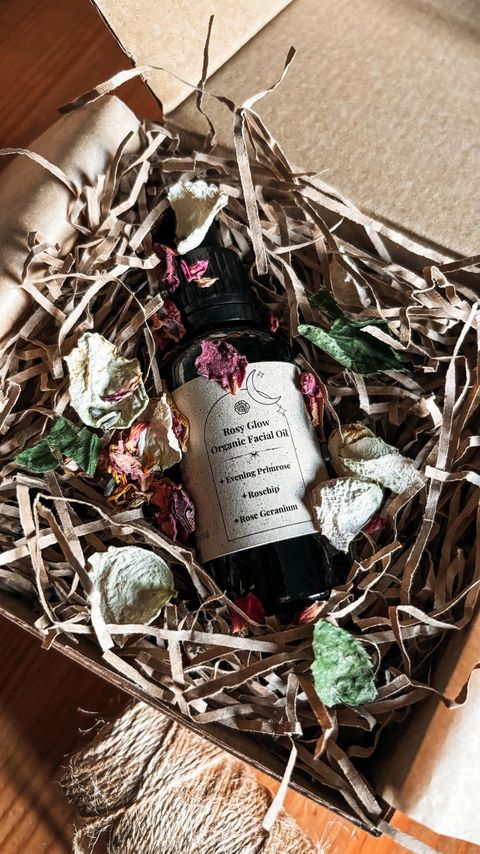 Rosy Glow
Organic Facial Oil
+ Evening Primrose
+ Rosehip
+ Rose Geranium